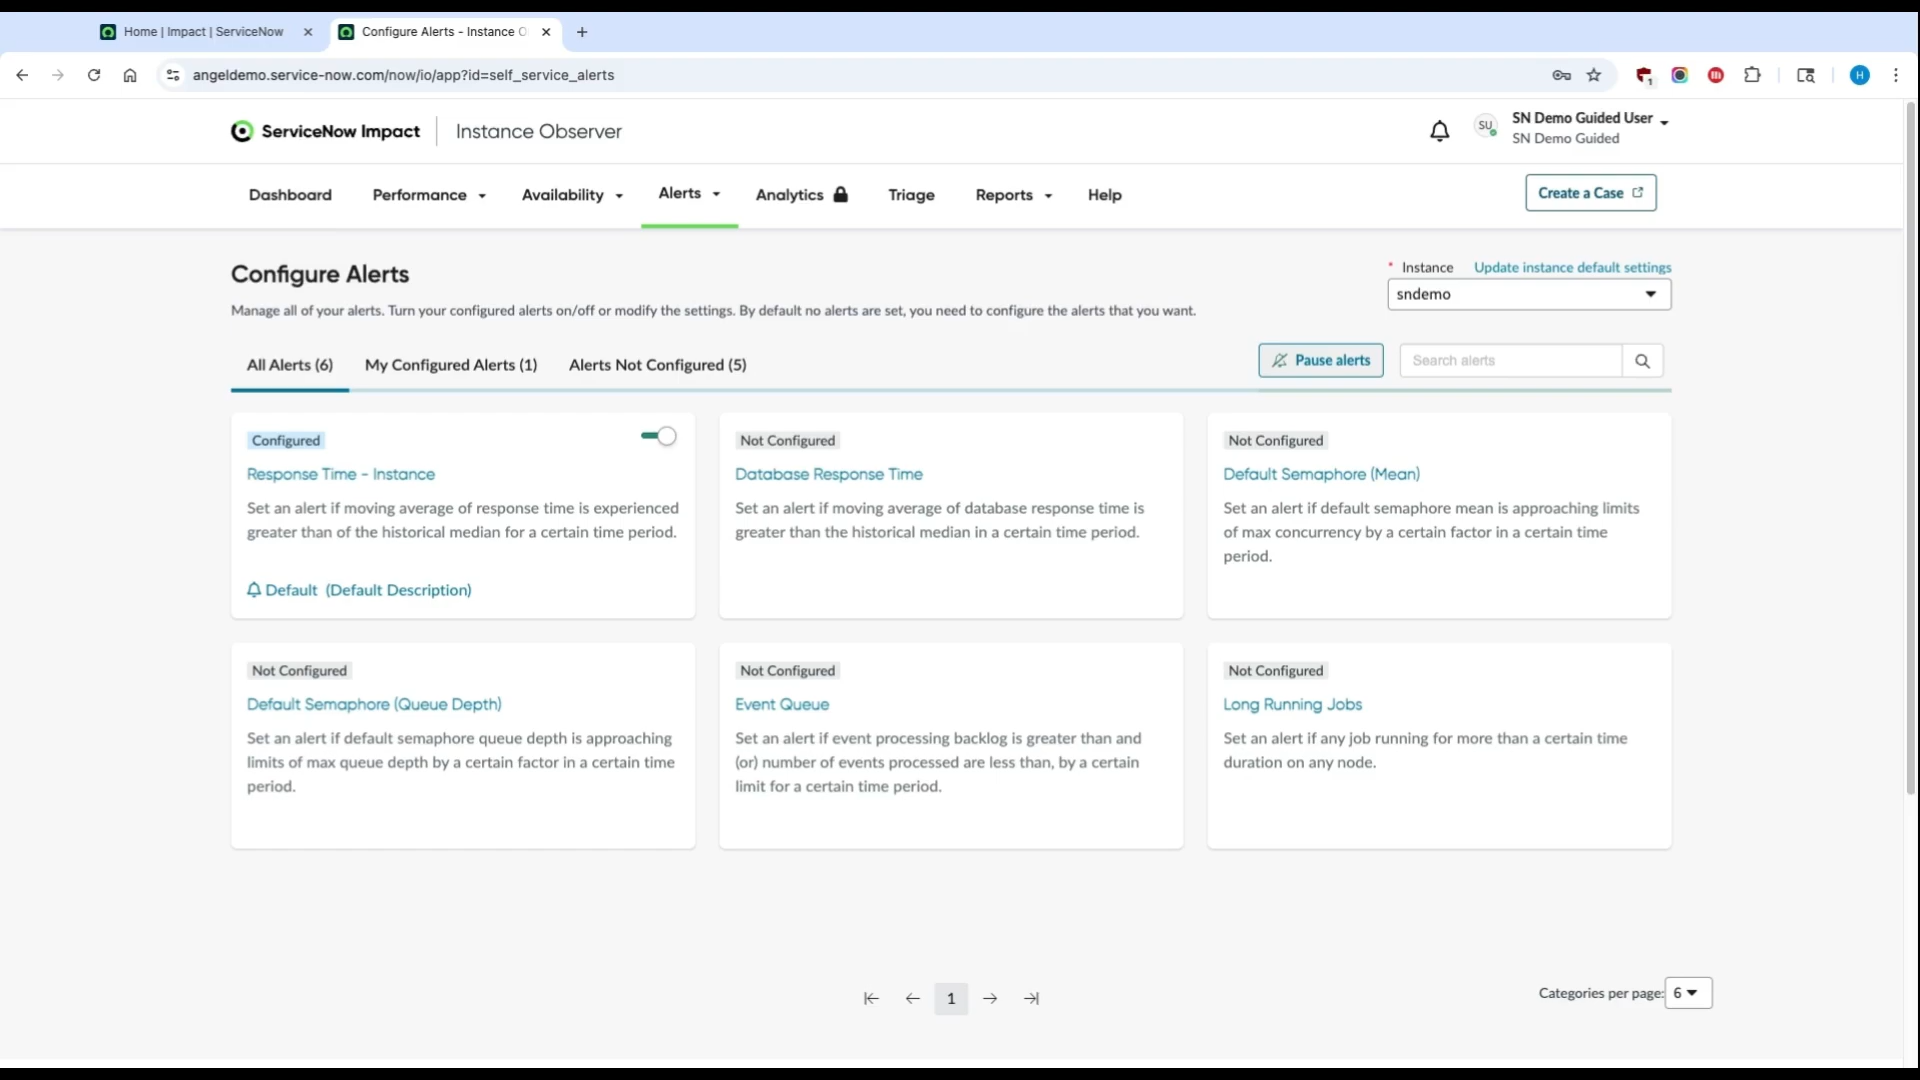 Home | Impact | ServiceNow
Configure Alerts - Instance O
angeldemo.service-now.com/now/io/app?id=self_service_alerts
1
H
ServiceNow Impact
Instance Observer
SU
SN Demo Guided User
SN Demo Guided
Dashboard
Performance
Availability
Alerts
Analytics
Triage
Reports
Help
Create a Case
Configure Alerts
* Instance
Update instance default settings
sndemo
Manage all of your alerts. Turn your configured alerts on/off or modify the settings. By default no alerts are set, you need to configure the alerts that you want.
All Alerts (6)
My Configured Alerts (1)
Alerts Not Configured (5)
Pause alerts
Search alerts
Configured
Response Time - Instance
Set an alert if moving average of response time is experienced
greater than of the historical median for a certain time period.
Default (Default Description)
Not Configured
Database Response Time
Set an alert if moving average of database response time is
greater than the historical median in a certain time period.
Not Configured
Default Semaphore (Mean)
Set an alert if default semaphore mean is approaching limits
of max concurrency by a certain factor in a certain time
period.
Not Configured
Default Semaphore (Queue Depth)
Set an alert if default semaphore queue depth is approaching
limits of max queue depth by a certain factor in a certain time
period.
Not Configured
Event Queue
Set an alert if event processing backlog is greater than and
(or) number of events processed are less than, by a certain
limit for a certain time period.
Not Configured
Long Running Jobs
Set an alert if any job running for more than a certain time
duration on any node.
1
Categories per page:
6